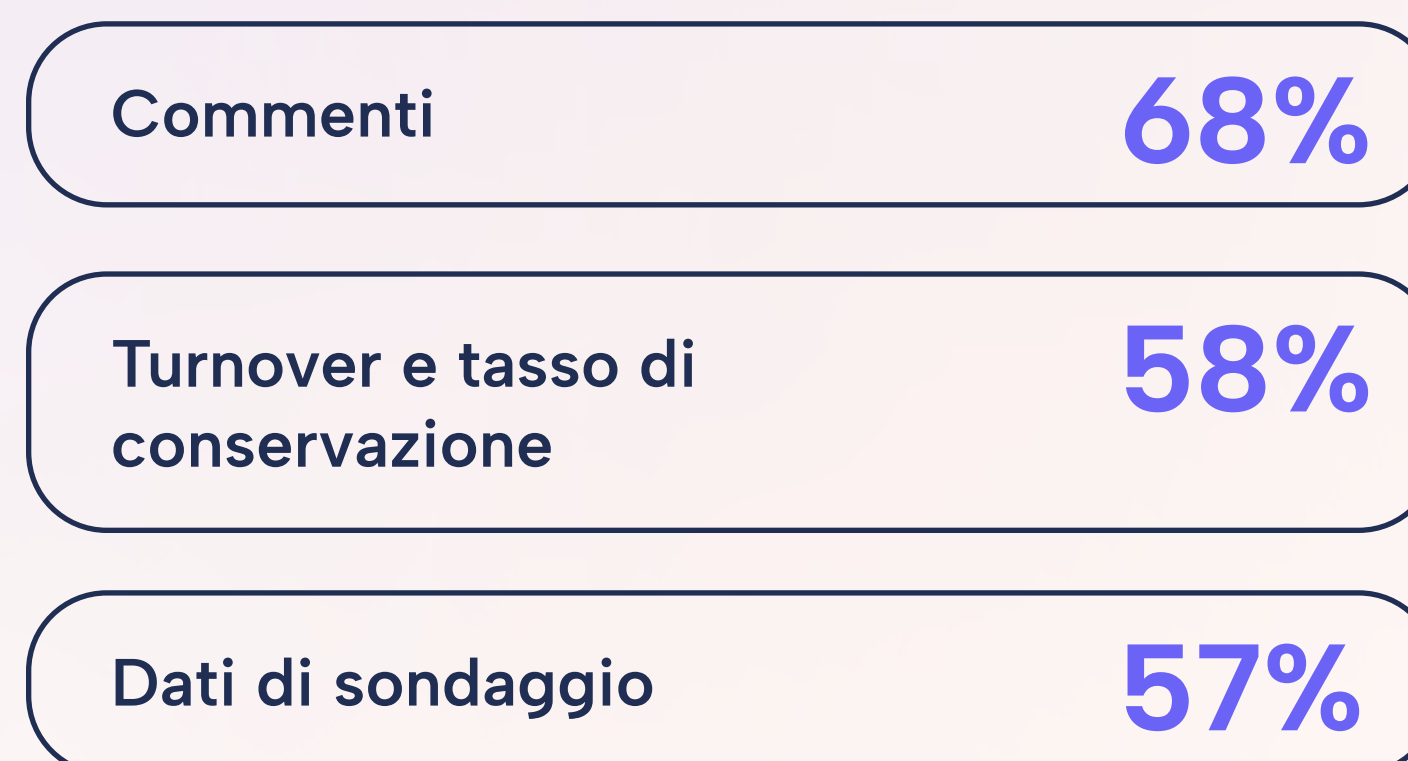 Commenti
68%
Turnover e tasso di
conservazione
58%
Dati di sondaggio
57%